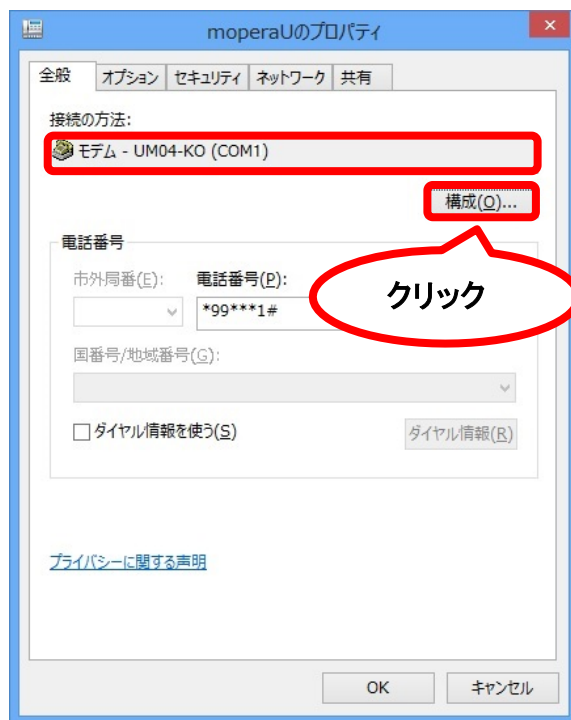 moperaUのプロパティ
全般 オプション セキュリティ ネットワーク 共有
接続の方法:
モデム - UM04-KO (COM1)
構成(O)...
電話番号
市外局番(E): 電話番号(P):
*99***1#
クリック
国番号/地域番号(G):
ダイヤル情報を使う(S) ダイヤル情報(R)
プライバシーに関する声明
OK キャンセル